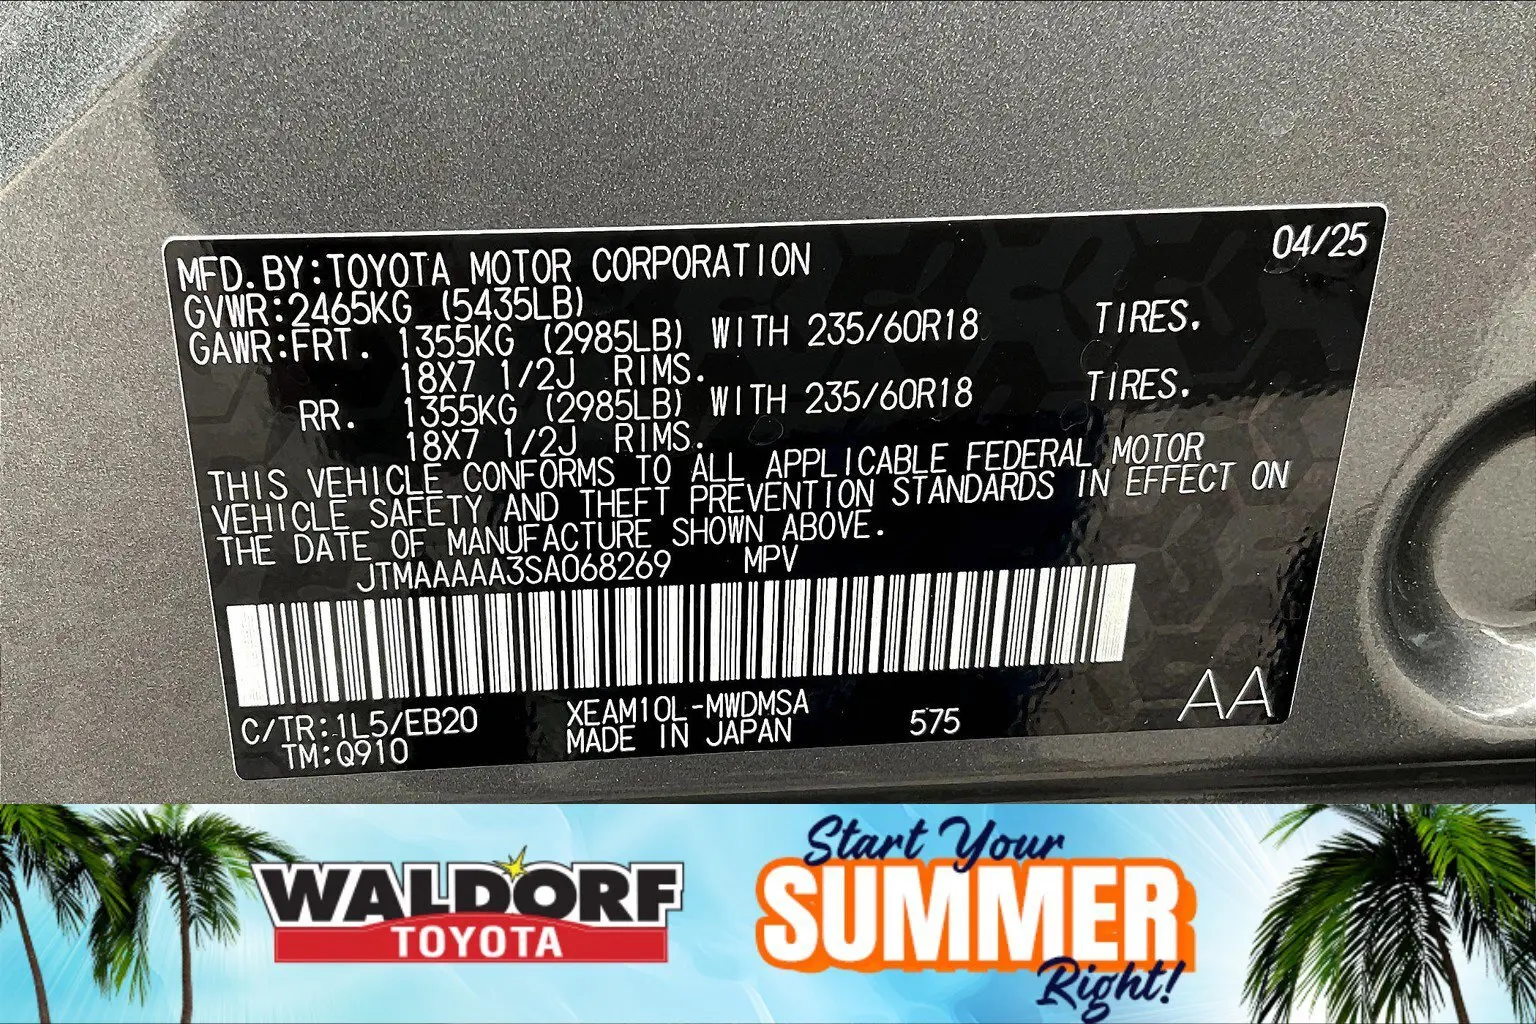 MFD.BY:TOYOTA MOTOR CORPORATION 04/25
GVWR:2465KG (5435LB)
GAWR:FRT. 1355KG (2985LB) WITH 235/60R18 TIRES.
18X7 1/2J RIMS.
RR. 1355KG (2985LB) WITH 235/60R18 TIRES.
18X7 1/2J RIMS.
THIS VEHICLE CONFORMS TO ALL APPLICABLE FEDERAL MOTOR
VEHICLE SAFETY AND THEFT PREVENTION STANDARDS IN EFFECT ON
THE DATE OF MANUFACTURE SHOWN ABOVE.
JTMAAAAA3SA068269 MPV
C/TR:1L5/EB20 XEAM10L-MWDMSA 575 AA
TM:Q910 MADE IN JAPAN
WALDORF
TOYOTA
Start Your
SUMMER
Right!